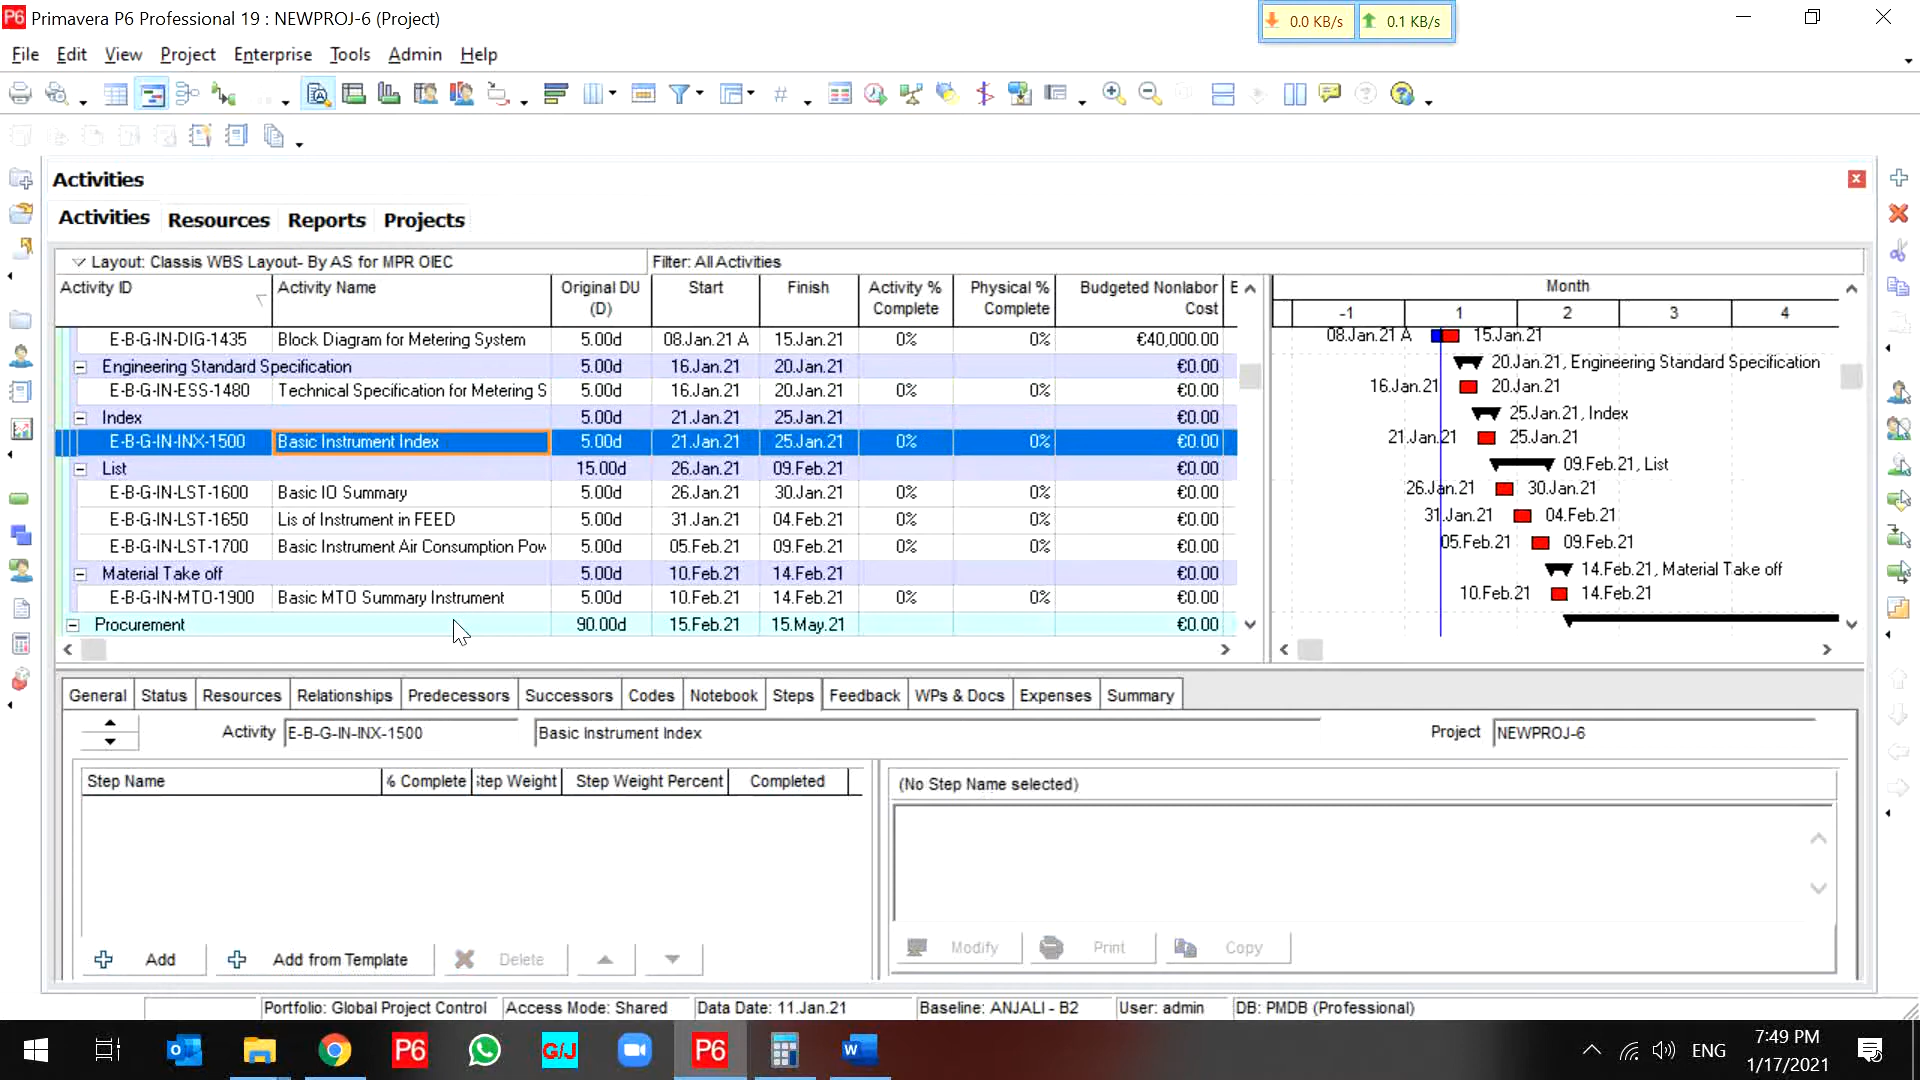 Primavera P6 Professional 19 : NEWPROJ-6 (Project)
0.0 KB/s 0.1 KB/s
File Edit View Project Enterprise Tools Admin Help
Activities
Activities Resources Reports Projects
Layout: Classis WBS Layout- By AS for MPR OIEC Filter: All Activities
Activity ID Activity Name Original DU (D) Start Finish Activity % Complete Physical % Complete Budgeted Nonlabor Cost E
Month
-1 1 2 3 4
E-B-G-IN-DIG-1435 Block Diagram for Metering System 5.00d 08.Jan.21 A 15.Jan.21 0% 0% €40,000.00 08.Jan.21 A 15.Jan.21
Engineering Standard Specification 5.00d 16.Jan.21 20.Jan.21 €0.00 20.Jan.21, Engineering Standard Specification
E-B-G-IN-ESS-1480 Technical Specification for Metering S 5.00d 16.Jan.21 20.Jan.21 0% 0% €0.00 16.Jan.21 20.Jan.21
Index 5.00d 21.Jan.21 25.Jan.21 €0.00 25.Jan.21, Index
E-B-G-IN-INX-1500 Basic Instrument Index 5.00d 21.Jan.21 25.Jan.21 0% 0% €0.00 21.Jan.21 25.Jan.21
List 15.00d 26.Jan.21 09.Feb.21 €0.00 09.Feb.21, List
E-B-G-IN-LST-1600 Basic IO Summary 5.00d 26.Jan.21 30.Jan.21 0% 0% €0.00 26.Jan.21 30.Jan.21
E-B-G-IN-LST-1650 Lis of Instrument in FEED 5.00d 31.Jan.21 04.Feb.21 0% 0% €0.00 31.Jan.21 04.Feb.21
E-B-G-IN-LST-1700 Basic Instrument Air Consumption Pow 5.00d 05.Feb.21 09.Feb.21 0% 0% €0.00 05.Feb.21 09.Feb.21
Material Take off 5.00d 10.Feb.21 14.Feb.21 €0.00 14.Feb.21, Material Take off
E-B-G-IN-MTO-1900 Basic MTO Summary Instrument 5.00d 10.Feb.21 14.Feb.21 0% 0% €0.00 10.Feb.21 14.Feb.21
Procurement 90.00d 15.Feb.21 15.May.21 €0.00
General Status Resources Relationships Predecessors Successors Codes Notebook Steps Feedback WPs & Docs Expenses Summary
Activity E-B-G-IN-INX-1500 Basic Instrument Index Project NEWPROJ-6
Step Name % Complete Step Weight Step Weight Percent Completed
(No Step Name selected)
Modify Print Copy
Add Add from Template Delete
Portfolio: Global Project Control Access Mode: Shared Data Date: 11.Jan.21 Baseline: ANJALI - B2 User: admin DB: PMDB (Professional)
P6 G/J P6 W ENG
7:49 PM
1/17/2021